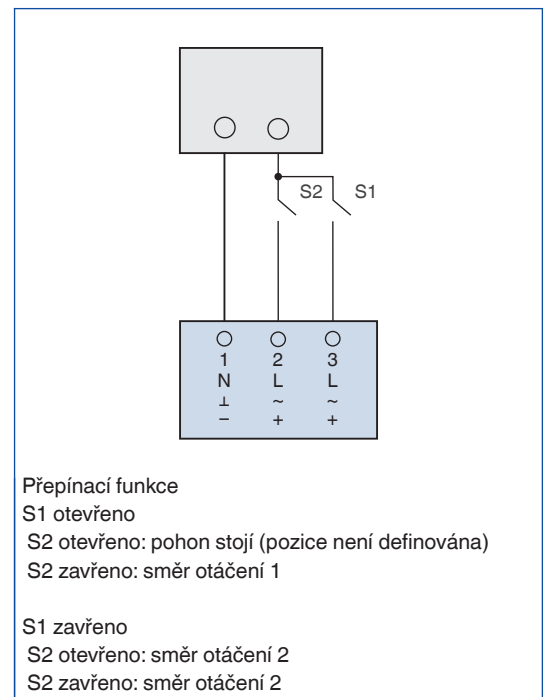 S2 S1
1 2 3
N L L
⊥ ~ ~
− + +
Přepínací funkce
S1 otevřeno
S2 otevřeno: pohon stojí (pozice není definována)
S2 zavřeno: směr otáčení 1
S1 zavřeno
S2 otevřeno: směr otáčení 2
S2 zavřeno: směr otáčení 2